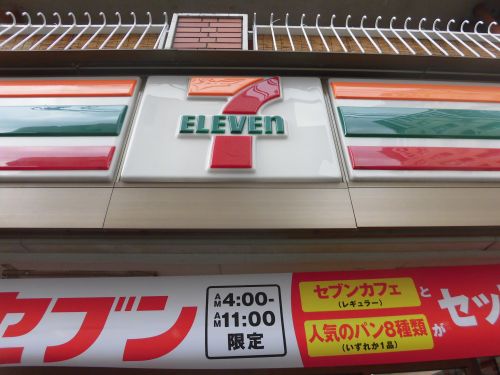 7
ELEVEN
セブン
AM 4:00-
AM 11:00
限定
セブンカフェ
(レギュラー)
と
人気のパン8種類
(いずれか1品)
が
セッ